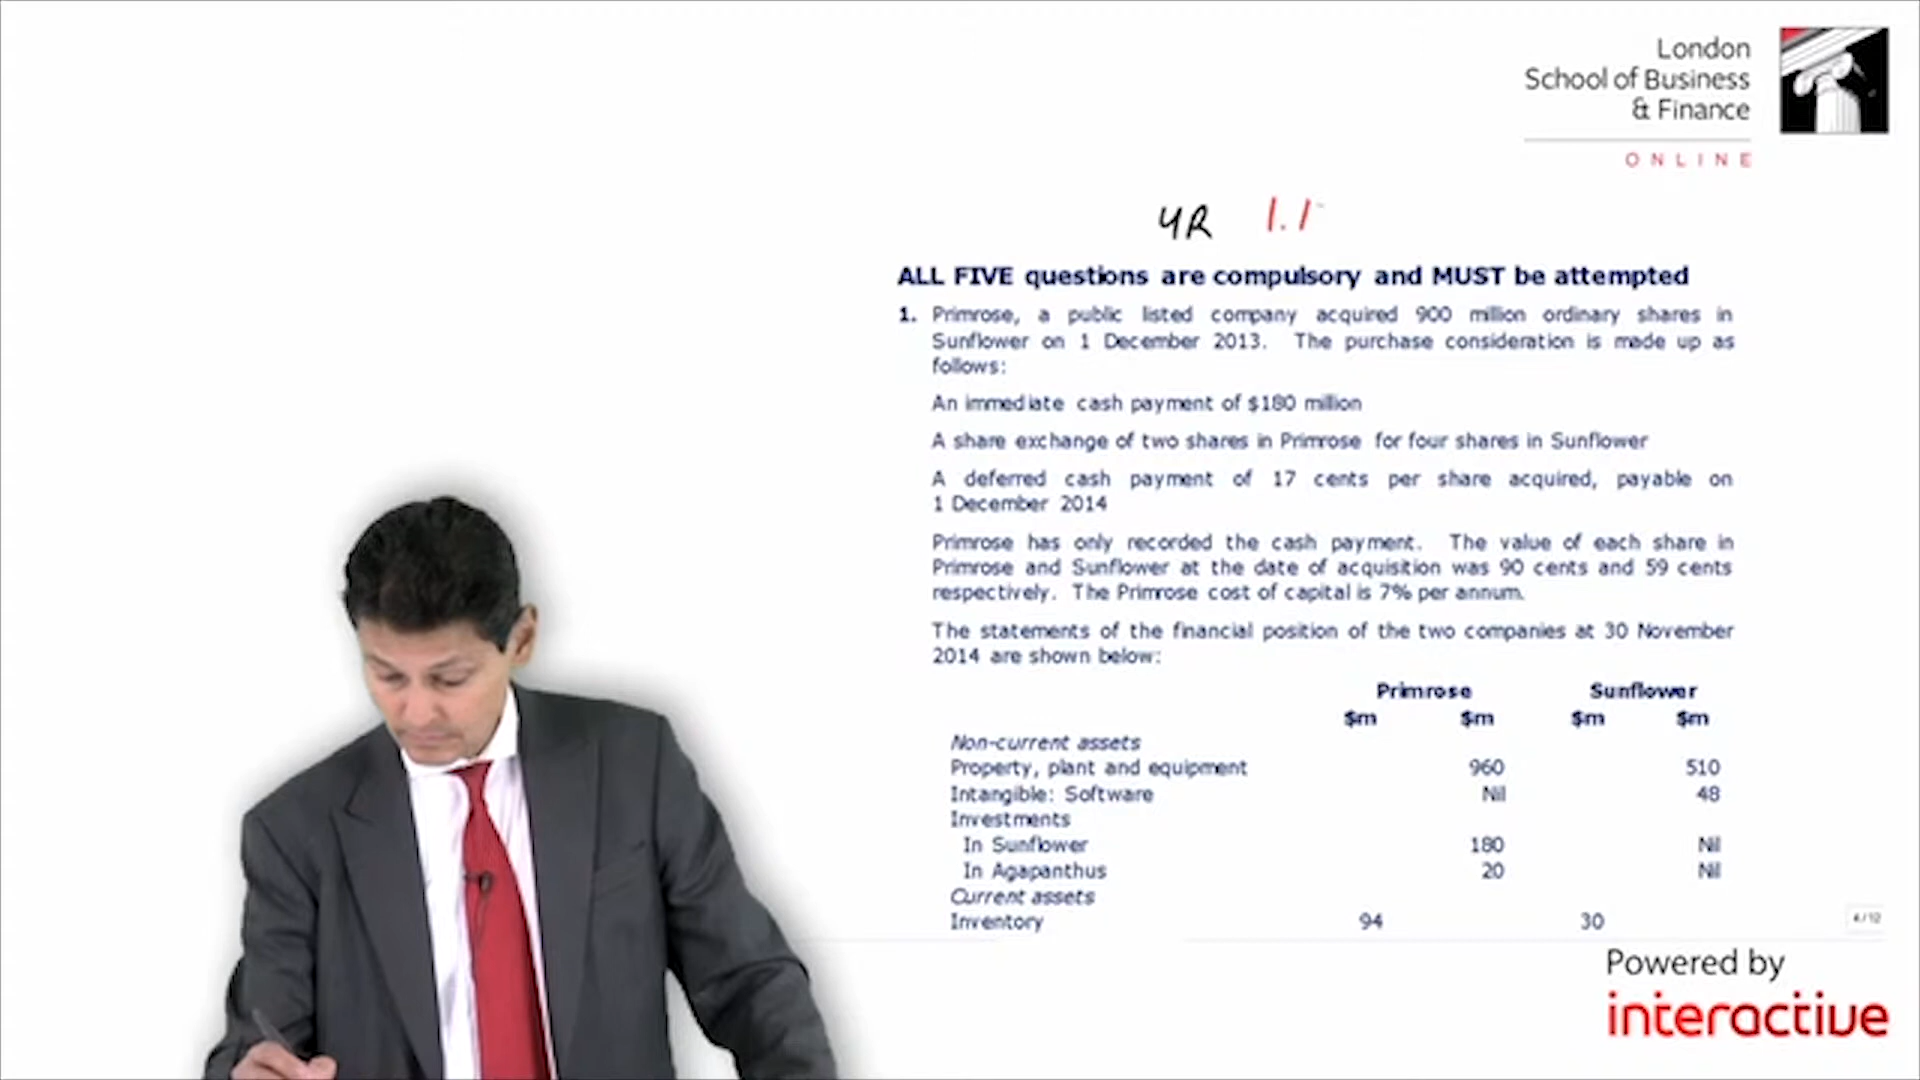 London
School of Business
& Finance
ONLINE
YR 1.1
ALL FIVE questions are compulsory and MUST be attempted
1. Primrose, a public listed company acquired 900 million ordinary shares in
Sunflower on 1 December 2013. The purchase consideration is made up as
follows:
An immediate cash payment of $180 million
A share exchange of two shares in Primrose for four shares in Sunflower
A deferred cash payment of 17 cents per share acquired, payable on
1 December 2014
Primrose has only recorded the cash payment. The value of each share in
Primrose and Sunflower at the date of acquisition was 90 cents and 59 cents
respectively. The Primrose cost of capital is 7% per annum.
The statements of the financial position of the two companies at 30 November
2014 are shown below:
Primrose Sunflower
$m $m $m $m
Non-current assets
Property, plant and equipment 960 510
Intangible: Software Nil 48
Investments
In Sunflower 180 Nil
In Agapanthus 20 Nil
Current assets
Inventory 94 30
4/12
Powered by
interactive